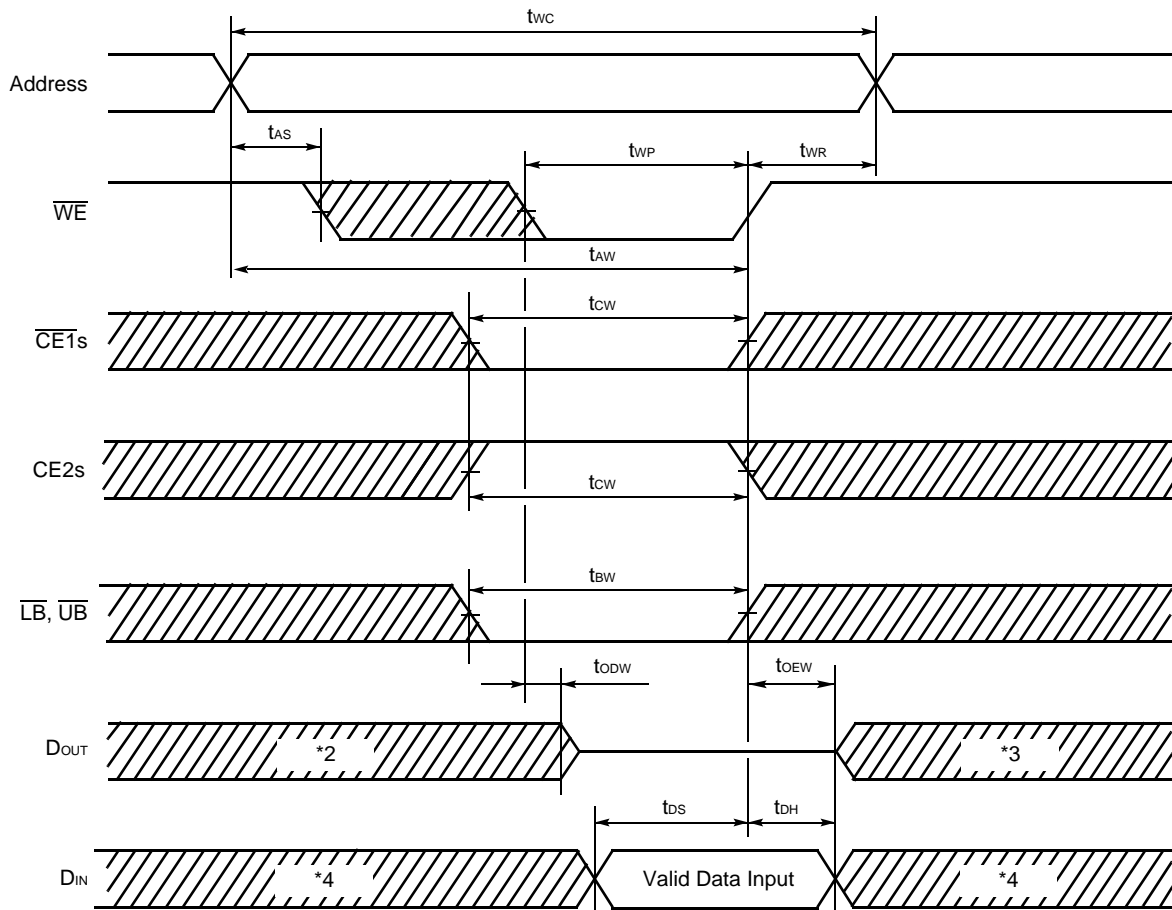 tWC
Address
tAS
tWP
tWR
WE
tAW
tCW
CE1s
CE2s
tCW
tBW
LB, UB
tODW
tOEW
DOUT
*2
*3
tDS
tDH
DIN
*4
Valid Data Input
*4